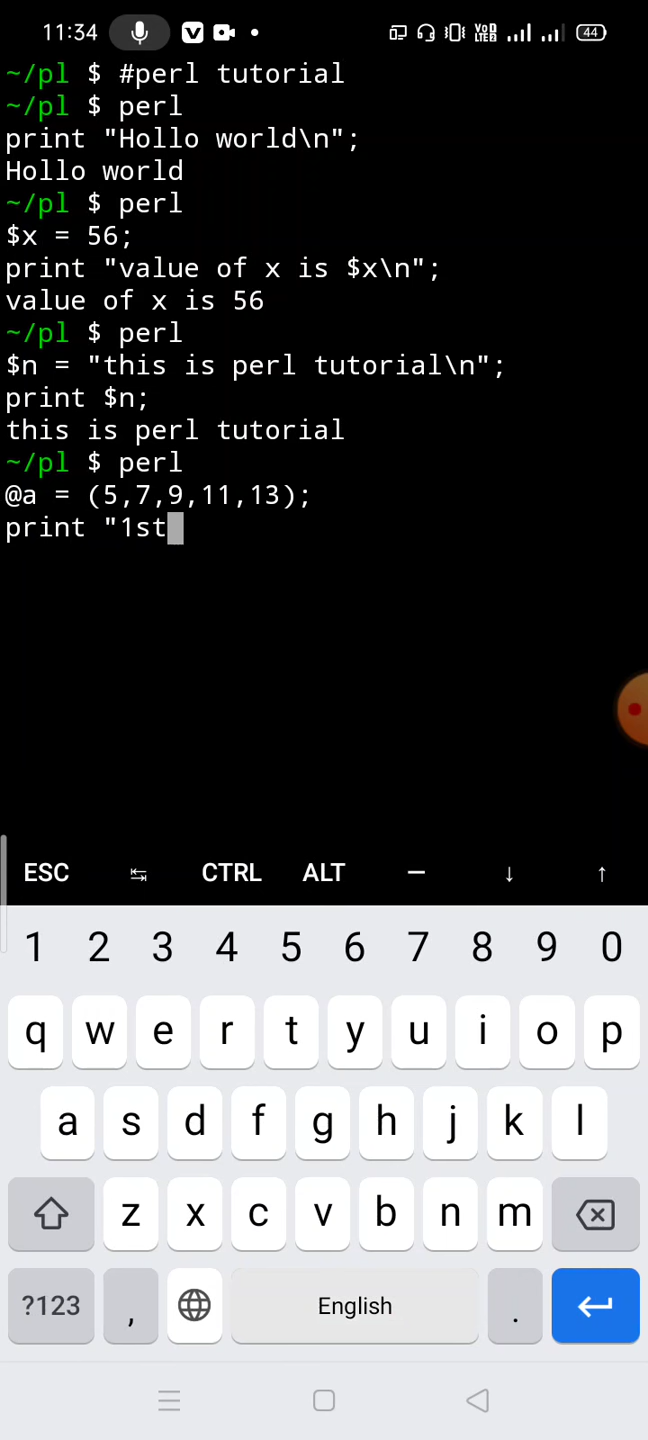 11:34 VoD LTE2 44
~/pl $ #perl tutorial
~/pl $ perl
print "Hollo world\n";
Hollo world
~/pl $ perl
$x = 56;
print "value of x is $x\n";
value of x is 56
~/pl $ perl
$n = "this is perl tutorial\n";
print $n;
this is perl tutorial
~/pl $ perl
@a = (5,7,9,11,13);
print "1st
ESC ↹ CTRL ALT — ↓ ↑
1 2 3 4 5 6 7 8 9 0
q w e r t y u i o p
a s d f g h j k l
z x c v b n m
?123 , English .